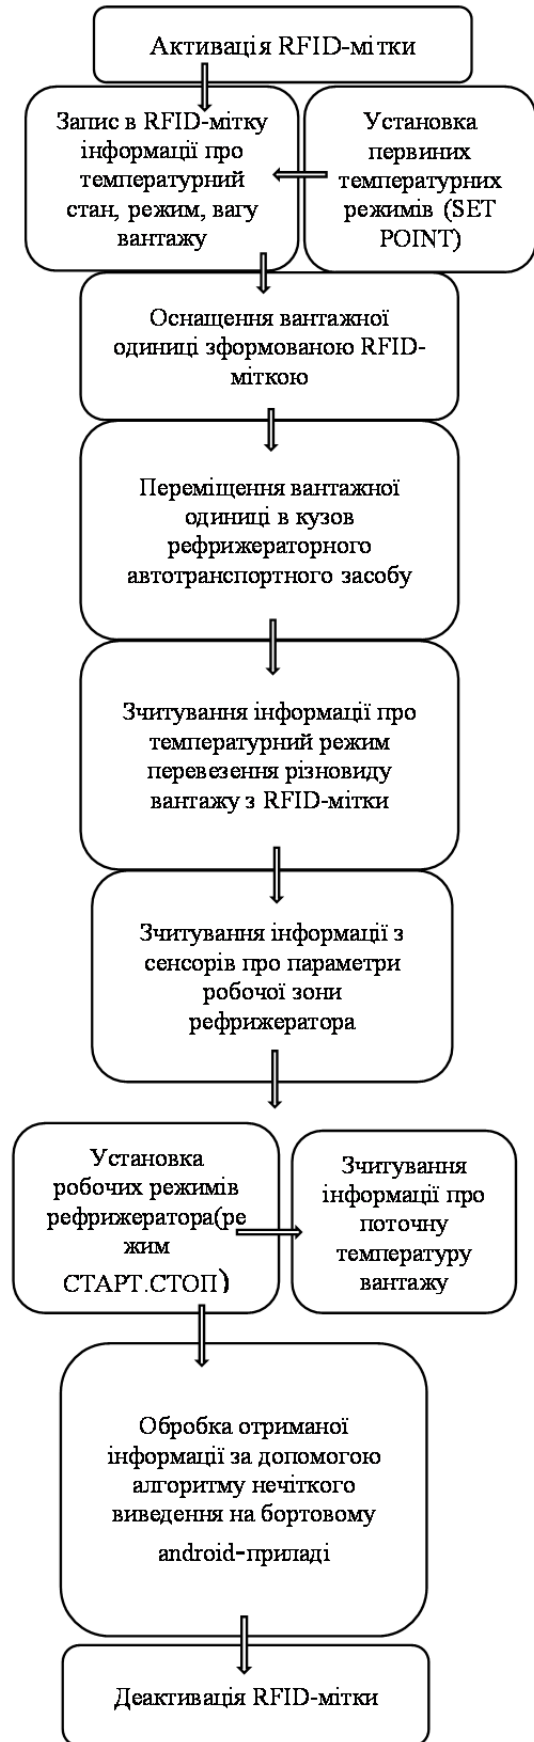 Активація RFID-мітки
Запис в RFID-мітку
інформації про
температурний
стан, режим, вагу
вантажу
Установка
первиних
температурних
режимів (SET
POINT)
Оснащення вантажної
одиниці зформованою RFID-
міткою
Переміщення вантажної
одиниці в кузов
рефрижераторного
автотранспортного засобу
Зчитування інформації про
температурний режим
перевезення різновиду
вантажу з RFID-мітки
Зчитування інформації з
сенсорів про параметри
робочої зони
рефрижератора
Установка
робочих режимів
рефрижератора(ре
жим
СТАРТ.СТОП)
Зчитування
інформації про
поточну
температуру
вантажу
Обробка отриманої
інформації за допомогою
алгоритму нечіткого
виведення на бортовому
android-приладі
Деактивація RFID-мітки